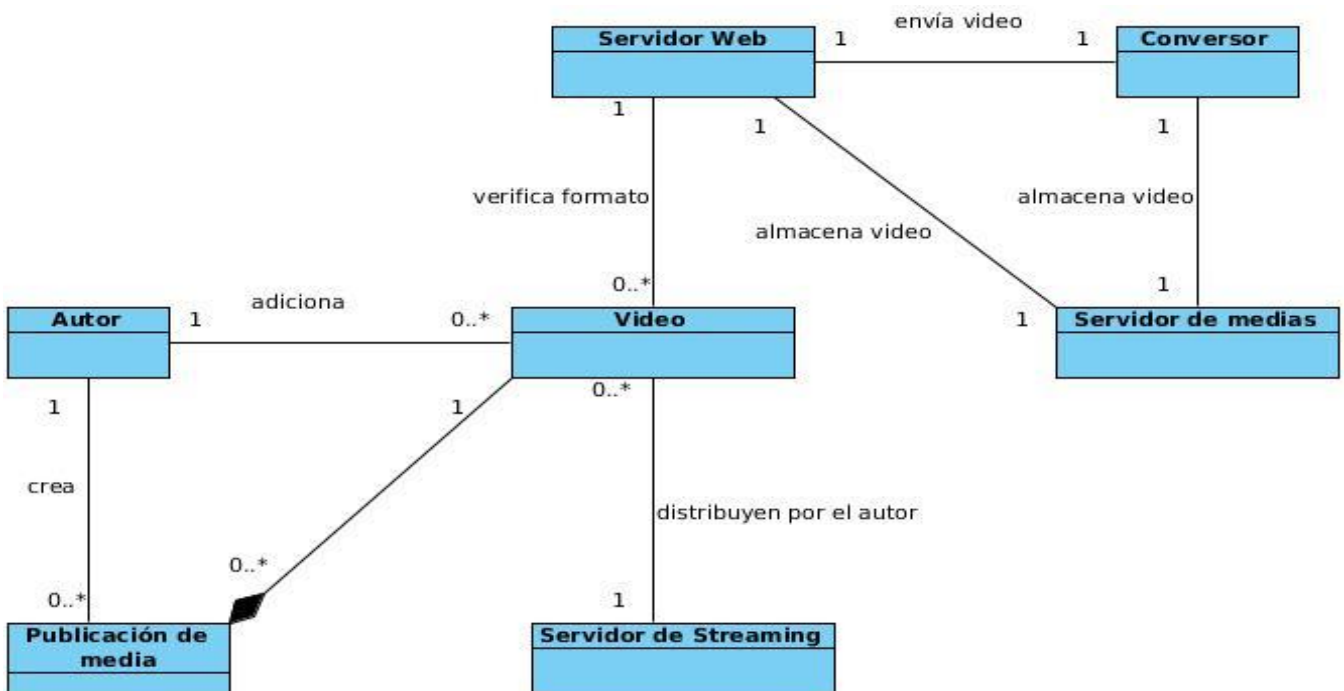 envía video
Servidor Web
1
1
Conversor
1
1
1
verifica formato
almacena video
almacena video
0..*
1
adiciona
Autor
1
0..*
Video
1
Servidor de medias
1
1
0..*
crea
distribuyen por el autor
0..*
0..*
1
Publicación de
media
Servidor de Streaming